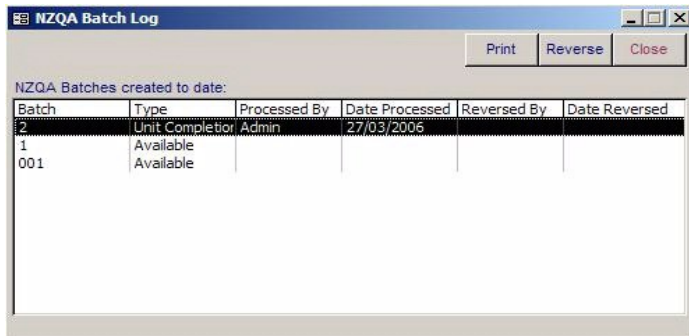 NZQA Batch Log
Print Reverse Close
NZQA Batches created to date:
Batch Type Processed By Date Processed Reversed By Date Reversed
2 Unit Completion Admin 27/03/2006
1 Available
001 Available